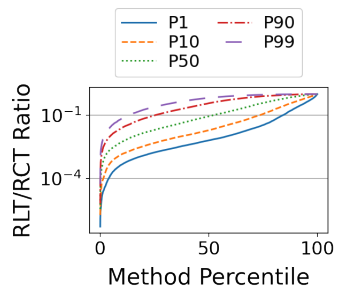 P1 P90
P10 P99
P50
RLT/RCT Ratio
10⁻¹
10⁻⁴
0 50 100
Method Percentile